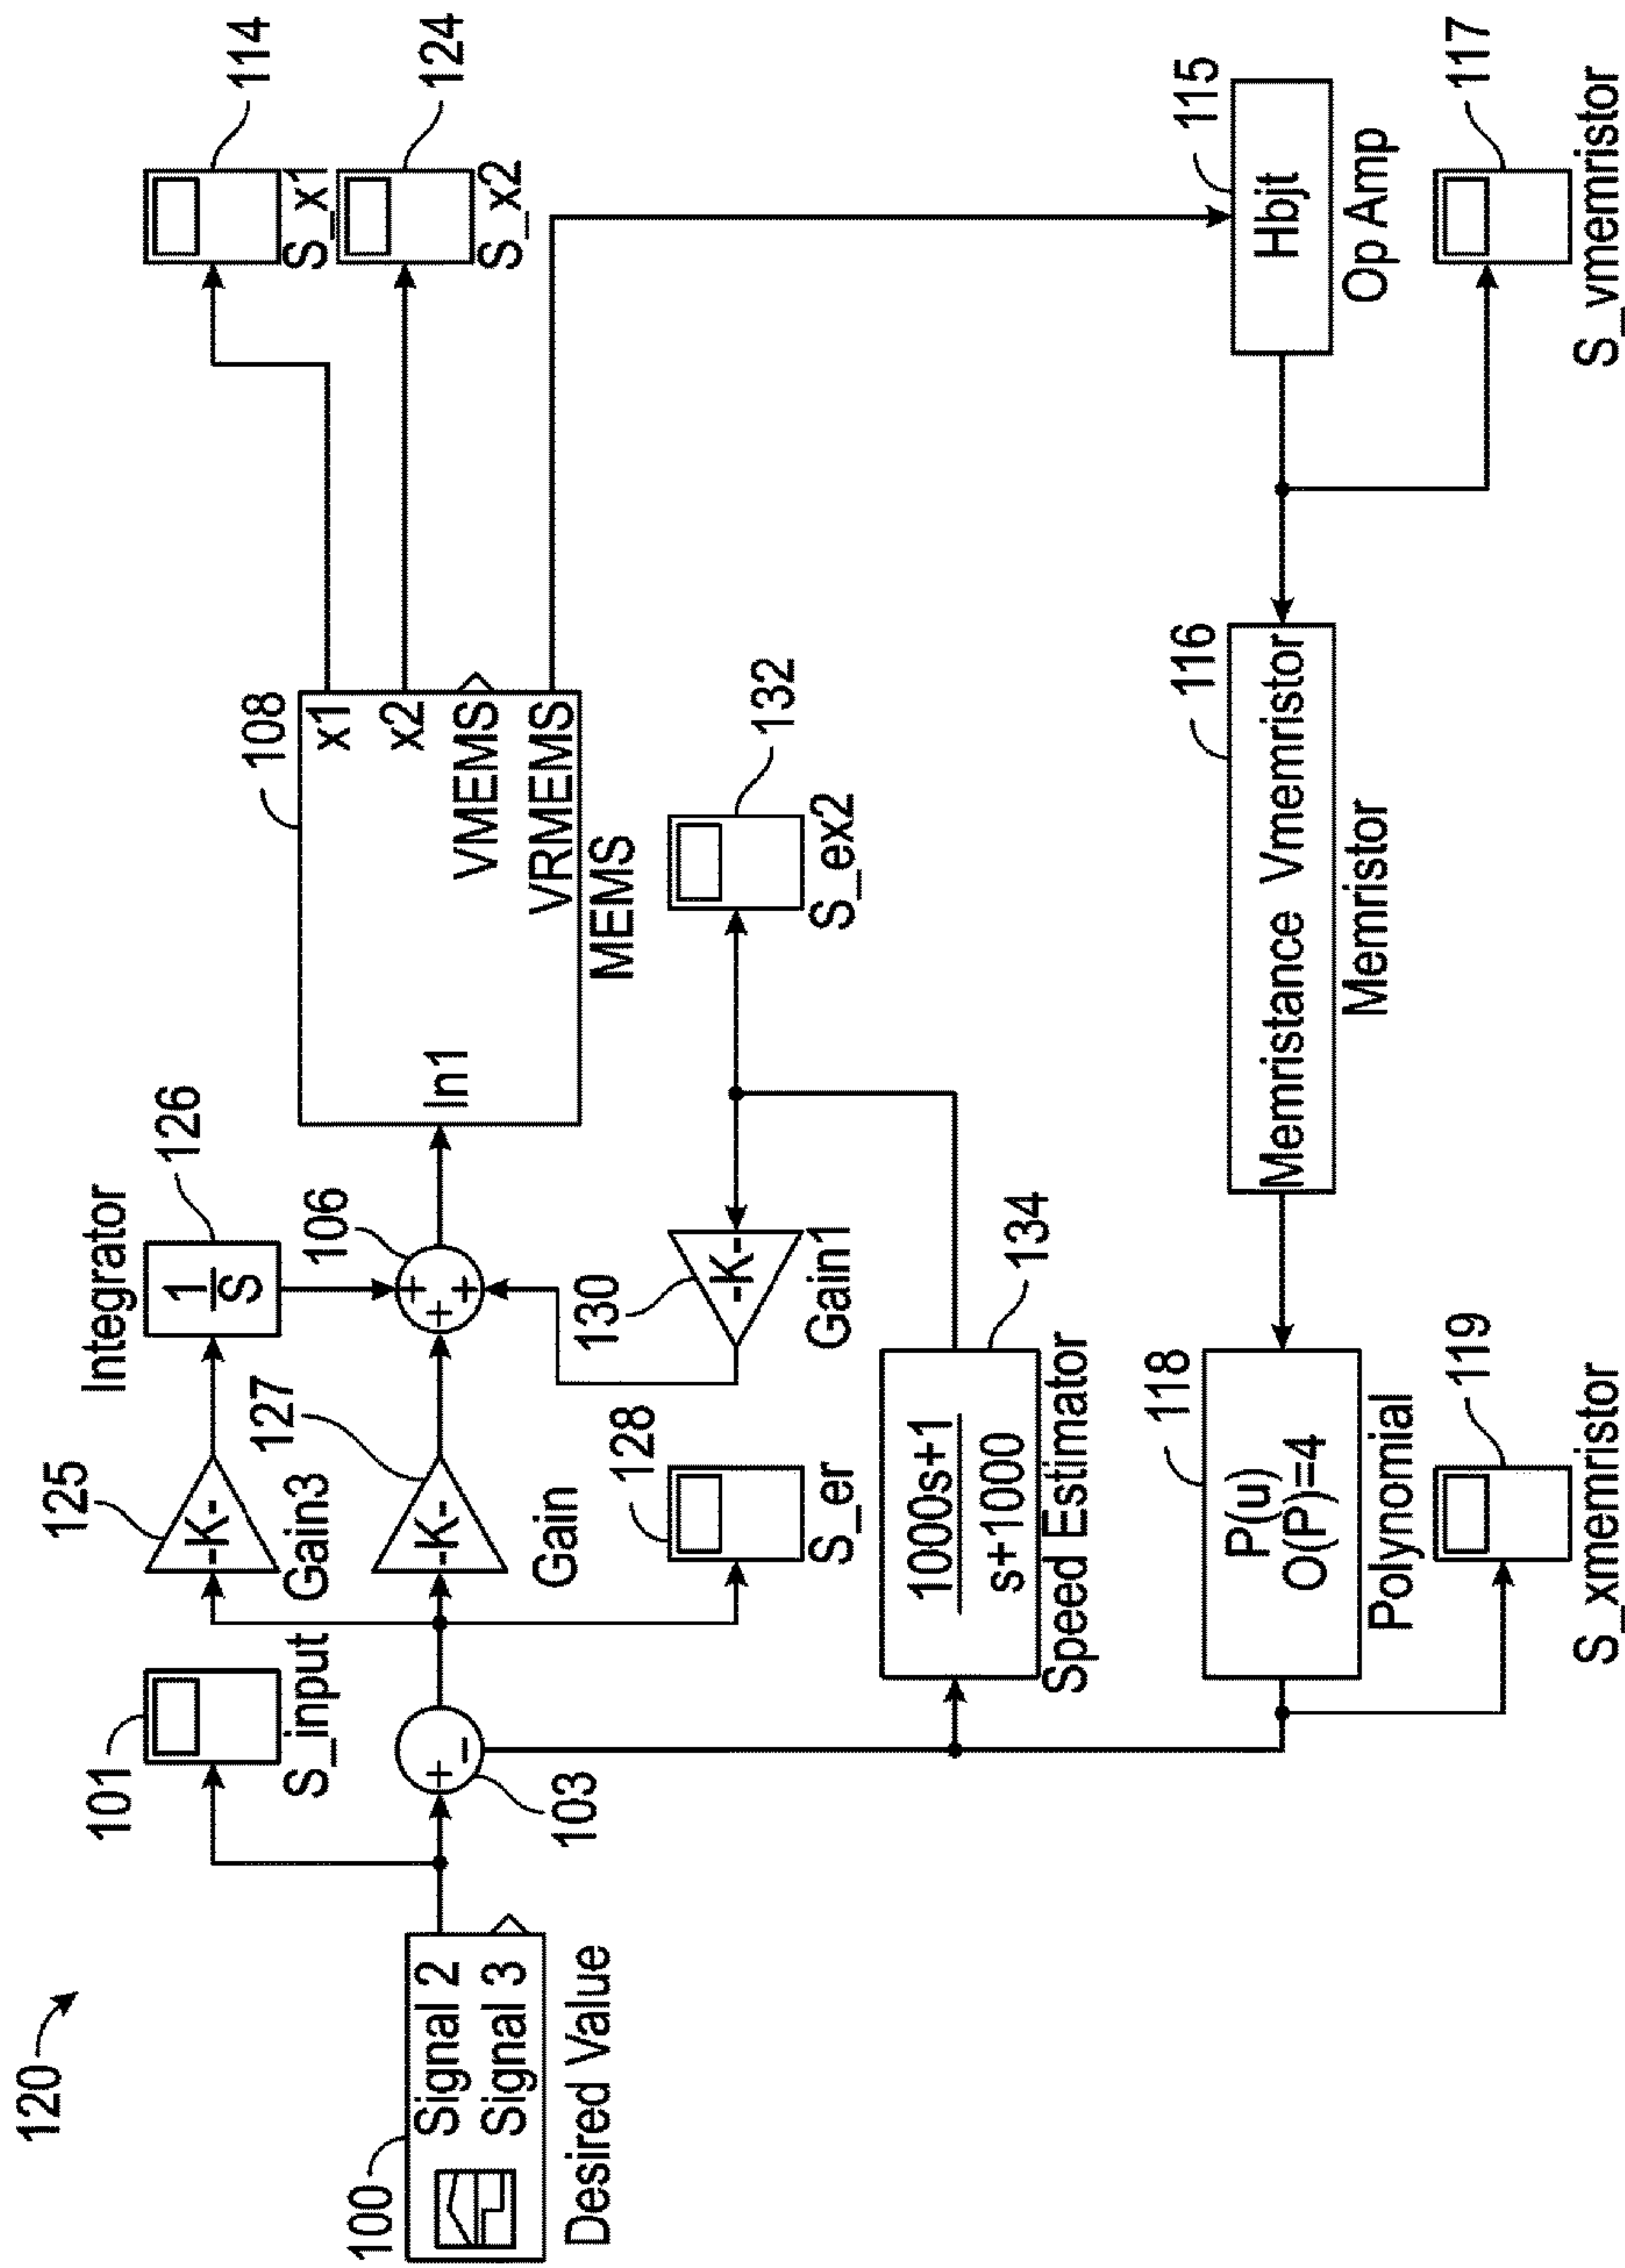 120
100
Signal 2
Signal 3
Desired Value
101
S_input
+
−
103
125
-K-
Gain3
Integrator
126
1
S
127
-K-
Gain
106
+
+
+
128
S_er
108
In1
x1
x2
VMEMS
VRMEMS
MEMS
114
S_x1
124
S_x2
130
-K-
Gain1
132
S_ex2
134
1000s+1
s+1000
Speed Estimator
115
Hbjt
Op Amp
117
S_vmemristor
116
Memristance Vmemristor
Memristor
118
P(u)
O(P)=4
Polynomial
119
S_xmemristor